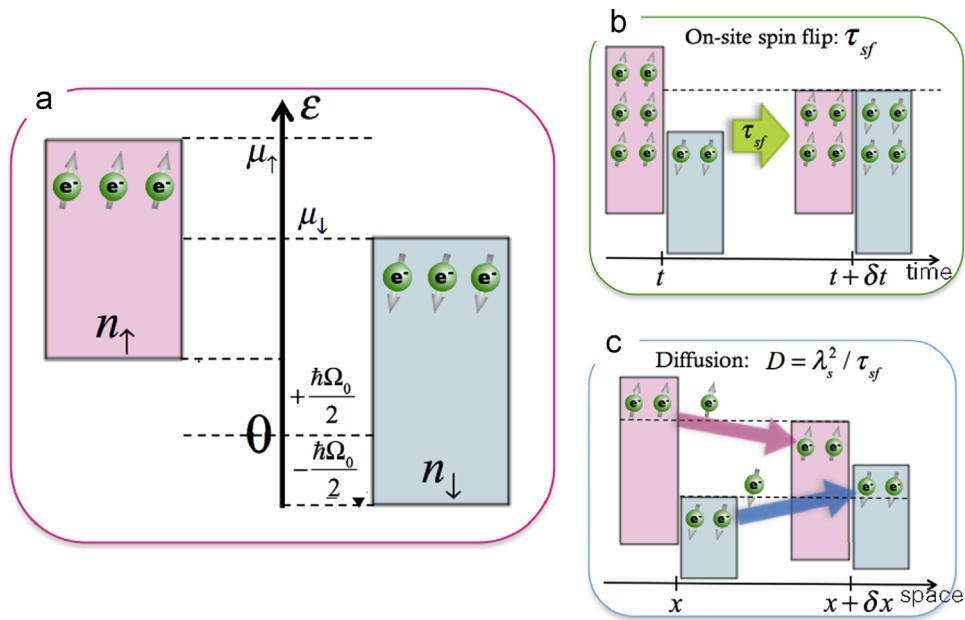 a
ε
μ↑
μ↓
e- e- e-
e- e- e-
n↑
+ħΩ0/2
0
-ħΩ0/2
n↓
b
On-site spin flip: τsf
e- e-
e- e- e- e- e- e-
e- e- e- e- τsf e- e- e- e-
t t + δt time
c
Diffusion: D = λs² / τsf
e- e- e-
e- e-
e- e- e-
e- e-
x x + δx space